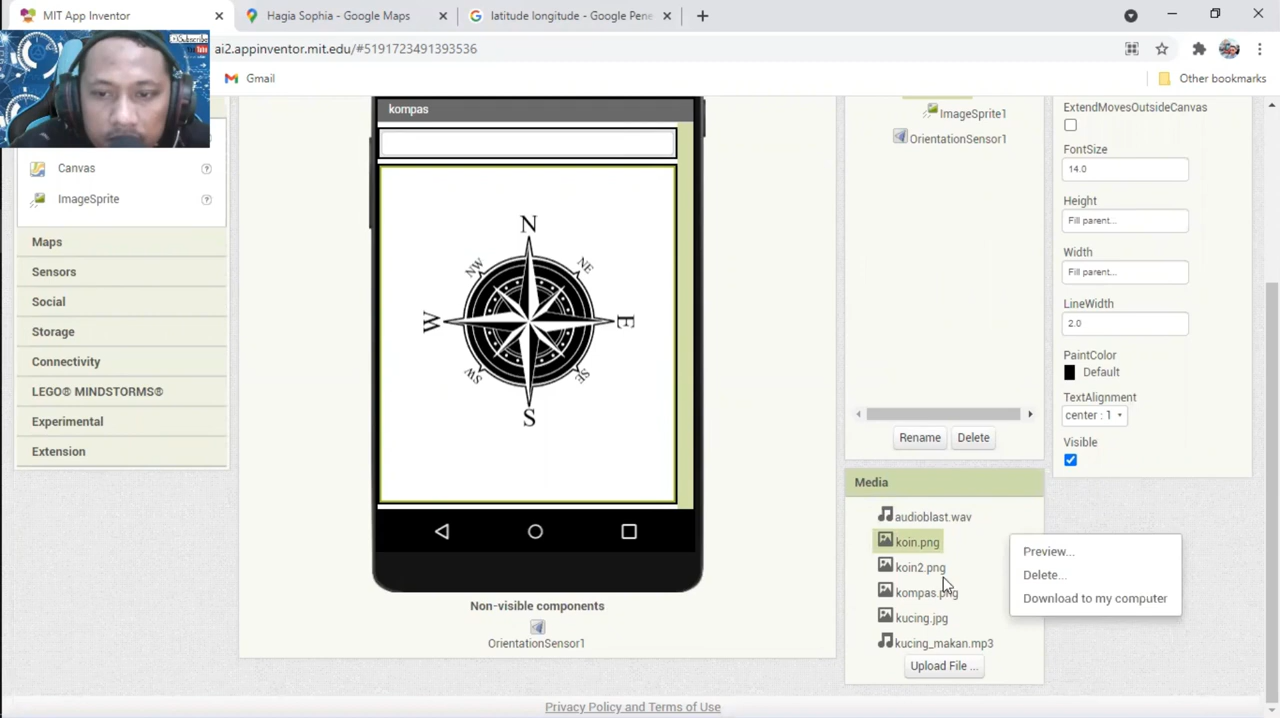 MIT App Inventor
Hagia Sophia - Google Maps
latitude longitude - Google Pene
ai2.appinventor.mit.edu/#5191723491393536
Subscribe
Gmail
Other bookmarks
Canvas
?
ImageSprite
?
Maps
Sensors
Social
Storage
Connectivity
LEGO® MINDSTORMS®
Experimental
Extension
kompas
N
NW
NE
W
E
SW
SE
S
Non-visible components
OrientationSensor1
ImageSprite1
OrientationSensor1
Rename
Delete
Media
audioblast.wav
koin.png
koin2.png
kompas.png
kucing.jpg
kucing_makan.mp3
Upload File ...
Preview...
Delete...
Download to my computer
ExtendMovesOutsideCanvas
FontSize
14.0
Height
Fill parent...
Width
Fill parent...
LineWidth
2.0
PaintColor
Default
TextAlignment
center : 1
Visible
Privacy Policy and Terms of Use